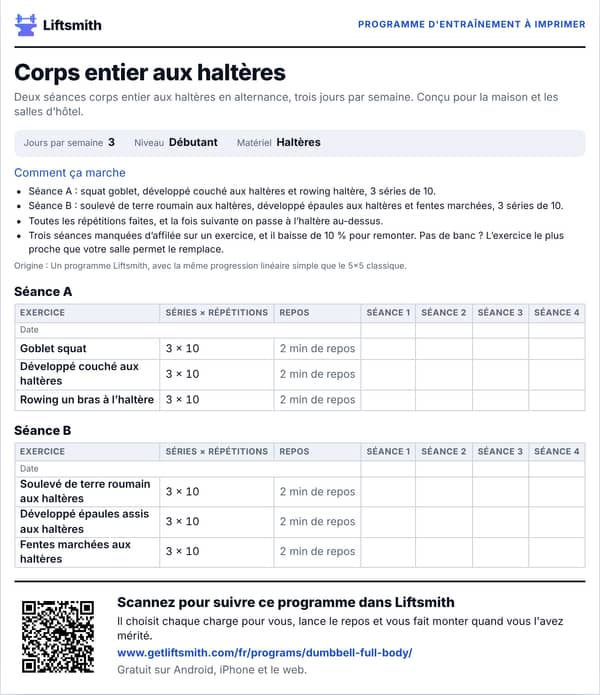 Liftsmith
PROGRAMME D'ENTRAÎNEMENT À IMPRIMER
Corps entier aux haltères
Deux séances corps entier aux haltères en alternance, trois jours par semaine. Conçu pour la maison et les
salles d'hôtel.
Jours par semaine 3 Niveau Débutant Matériel Haltères
Comment ça marche
• Séance A : squat goblet, développé couché aux haltères et rowing haltère, 3 séries de 10.
• Séance B : soulevé de terre roumain aux haltères, développé épaules aux haltères et fentes marchées, 3 séries de 10.
• Toutes les répétitions faites, et la fois suivante on passe à l'haltère au-dessus.
• Trois séances manquées d'affilée sur un exercice, et il baisse de 10 % pour remonter. Pas de banc ? L'exercice le plus
proche que votre salle permet le remplace.
Origine : Un programme Liftsmith, avec la même progression linéaire simple que le 5×5 classique.
Séance A
EXERCICE SÉRIES × RÉPÉTITIONS REPOS SÉANCE 1 SÉANCE 2 SÉANCE 3 SÉANCE 4
Date
Goblet squat 3 × 10 2 min de repos
Développé couché aux
haltères 3 × 10 2 min de repos
Rowing un bras à l'haltère 3 × 10 2 min de repos
Séance B
EXERCICE SÉRIES × RÉPÉTITIONS REPOS SÉANCE 1 SÉANCE 2 SÉANCE 3 SÉANCE 4
Date
Soulevé de terre roumain
aux haltères 3 × 10 2 min de repos
Développé épaules assis
aux haltères 3 × 10 2 min de repos
Fentes marchées aux
haltères 3 × 10 2 min de repos
Scannez pour suivre ce programme dans Liftsmith
Il choisit chaque charge pour vous, lance le repos et vous fait monter quand vous l'avez
mérité.
www.getliftsmith.com/fr/programs/dumbbell-full-body/
Gratuit sur Android, iPhone et le web.